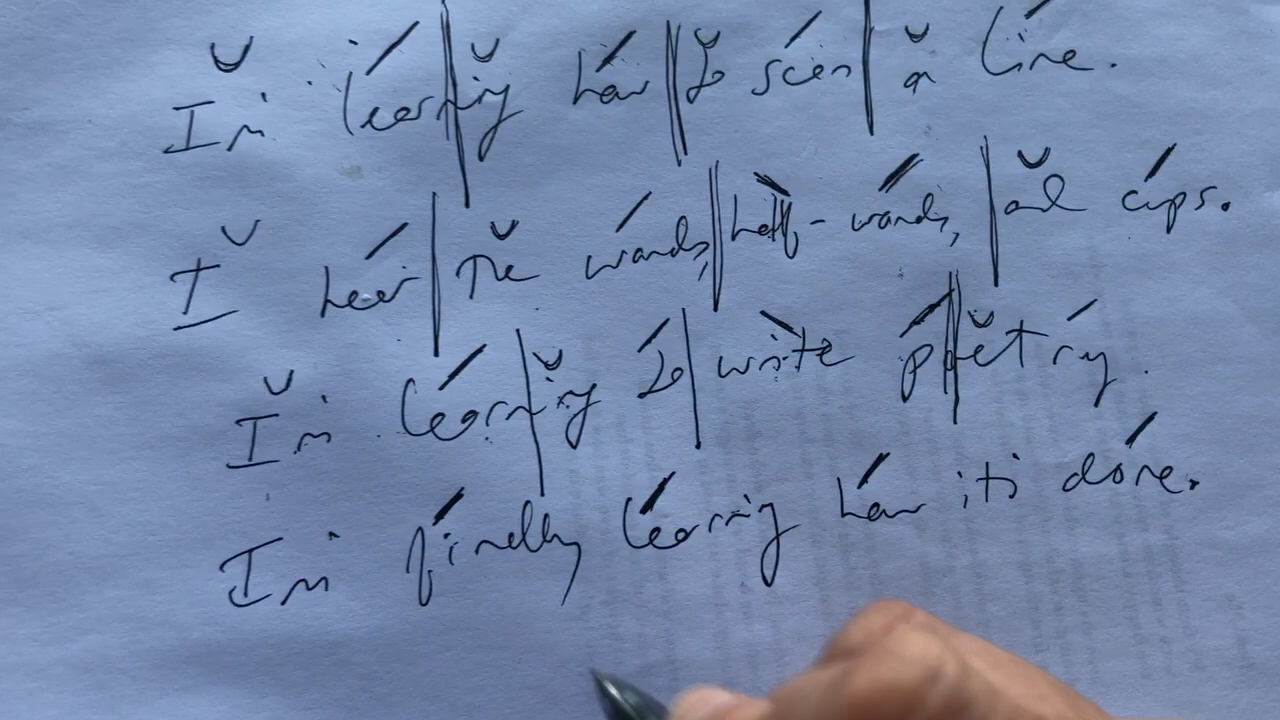 I'm learning how to scan a line.
I hear the words, half-words, and cups.
I'm learning to write poetry.
I'm finally learning how it's done.